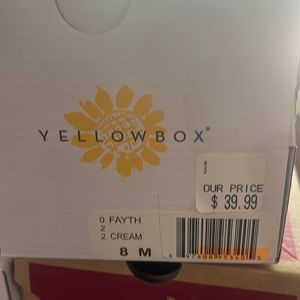 YELLOWBOX®
OUR PRICE
$ 39.99
0 FAYTH
2
2 CREAM
8 M